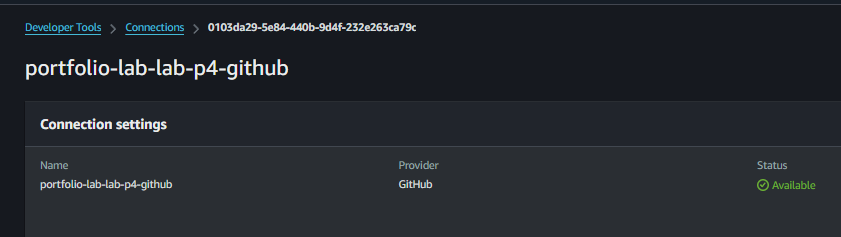 Developer Tools > Connections > 0103da29-5e84-440b-9d4f-232e263ca79c
portfolio-lab-lab-p4-github
Connection settings
Name Provider Status
portfolio-lab-lab-p4-github GitHub Available